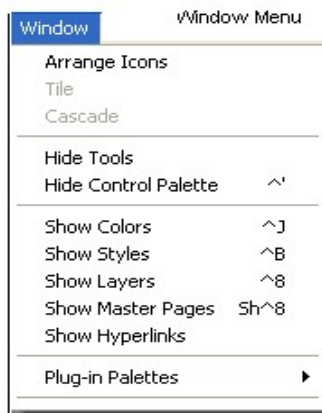 Window Window Menu
Arrange Icons
Tile
Cascade
Hide Tools
Hide Control Palette ^'
Show Colors ^J
Show Styles ^B
Show Layers ^8
Show Master Pages Sh^8
Show Hyperlinks
Plug-in Palettes